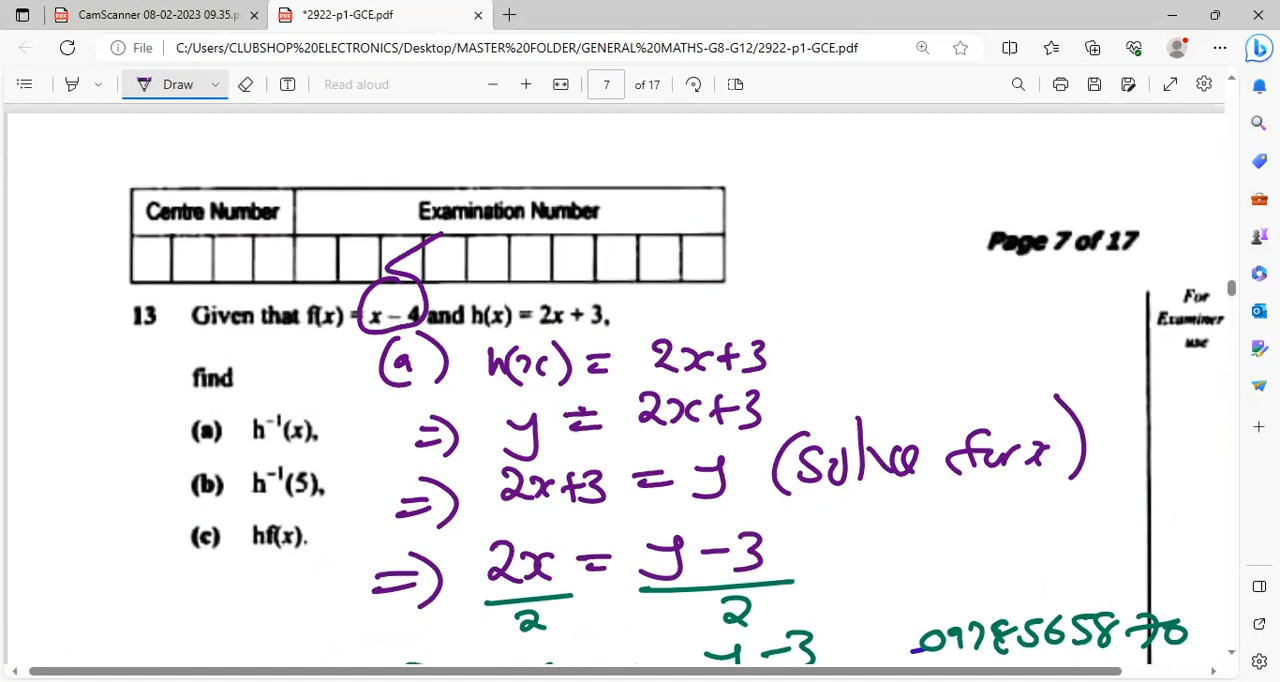 CamScanner 08-02-2023 09.35.p
*2922-p1-GCE.pdf
File C:/Users/CLUBSHOP%20ELECTRONICS/Desktop/MASTER%20FOLDER/GENERAL%20MATHS-G8-G12/2922-p1-GCE.pdf
Draw
Read aloud
7 of 17
Centre Number Examination Number
Page 7 of 17
13 Given that f(x) = x – 4 and h(x) = 2x + 3,
For
Examiner
use
(a) h(x) = 2x+3
find
=> y = 2x+3
(a) h⁻¹(x),
=> 2x+3 = y (solve for x)
(b) h⁻¹(5),
(c) hf(x).
=> 2x = y-3
2 2
y-3